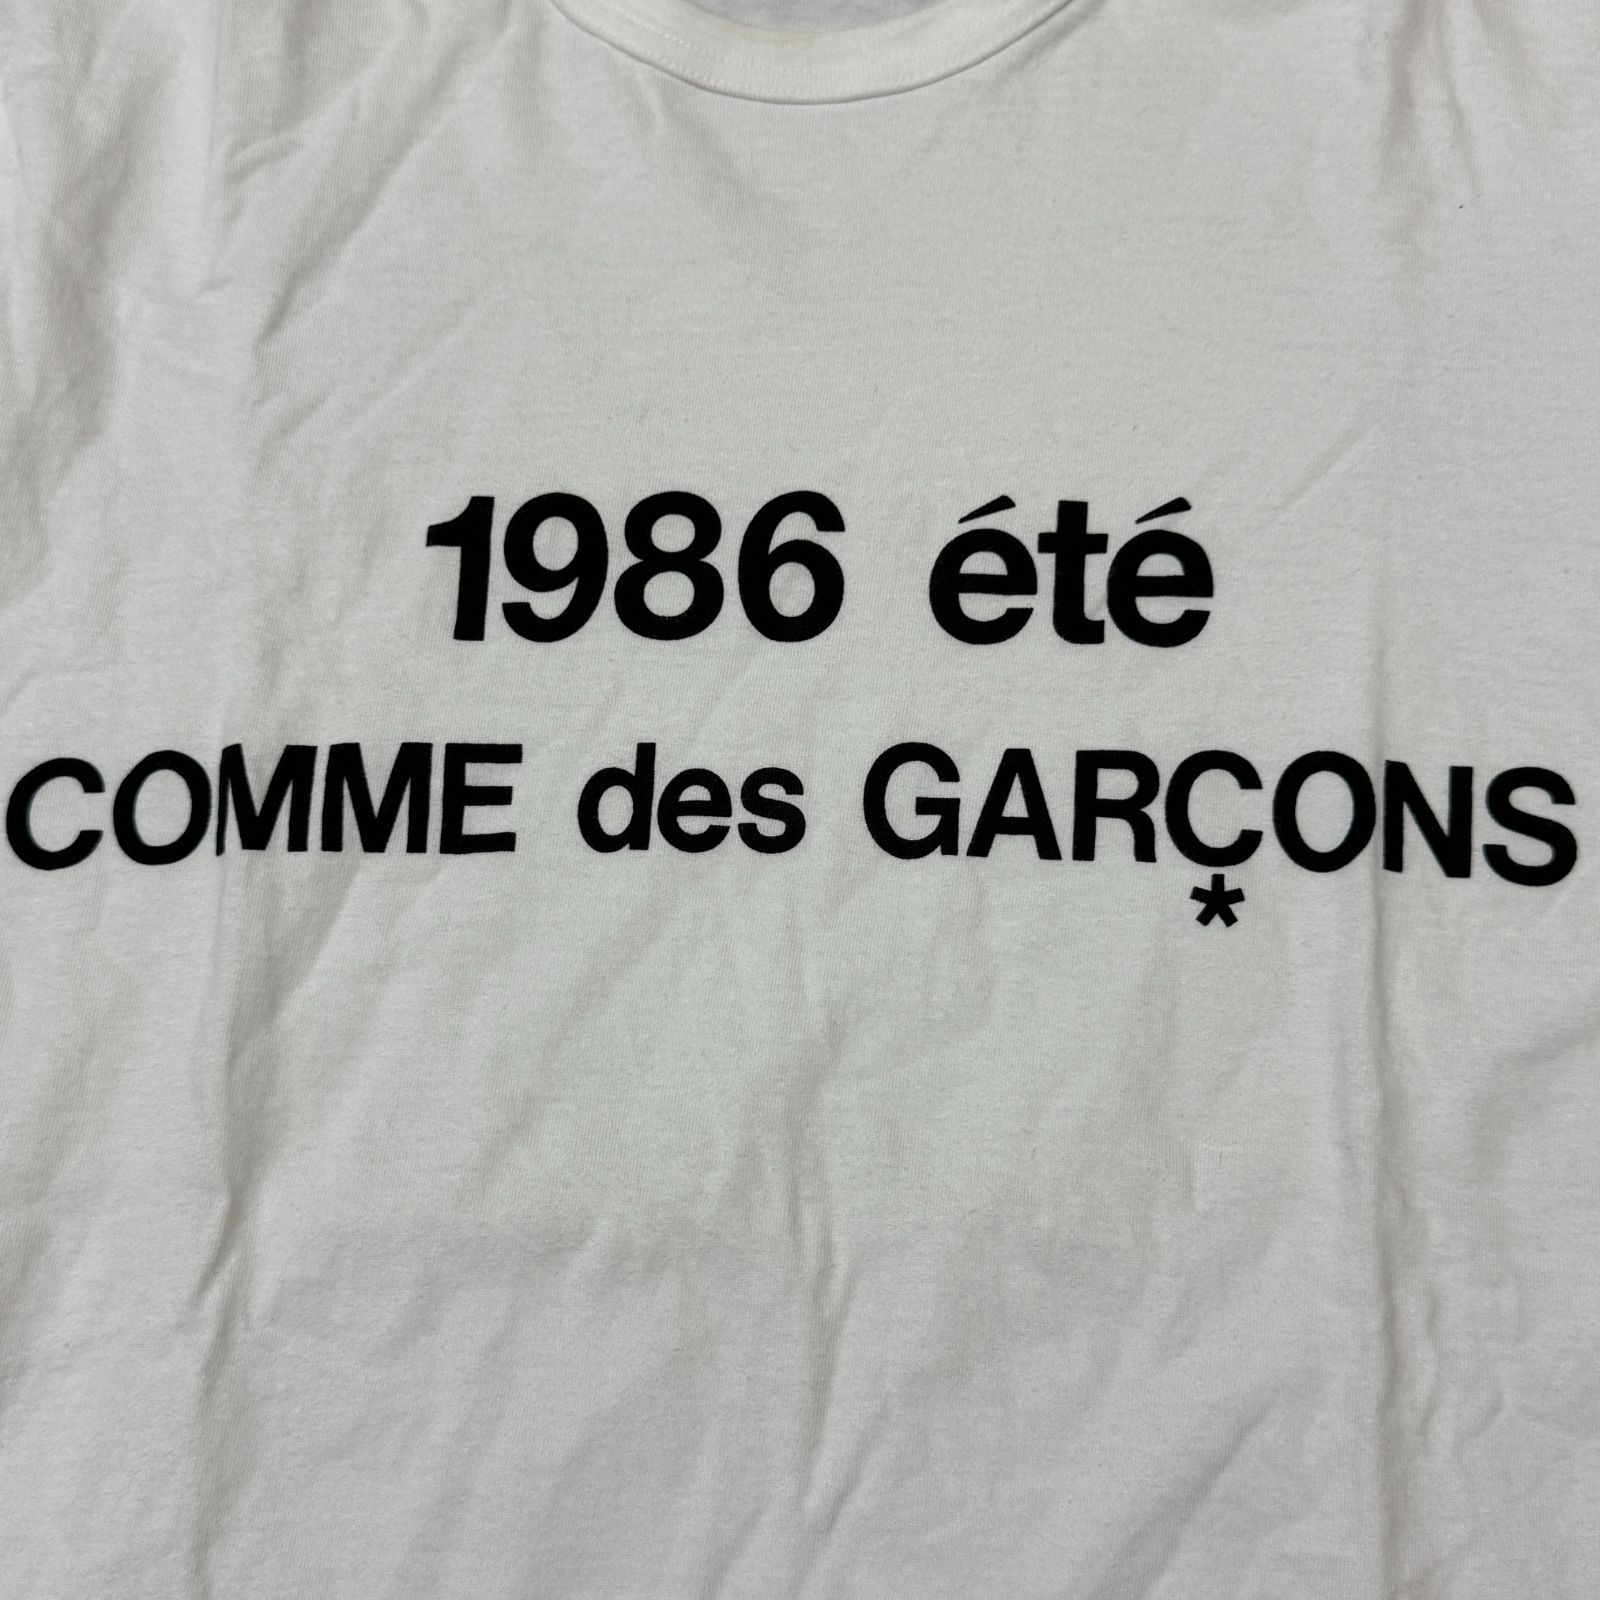 1986 été
COMME des GARÇONS
*